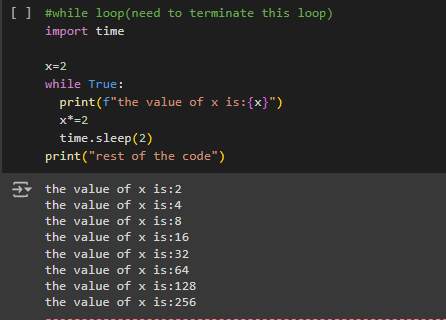 [ ] #while loop(need to terminate this loop)
import time

x=2
while True:
  print(f"the value of x is:{x}")
  x*=2
  time.sleep(2)
print("rest of the code")
the value of x is:2
the value of x is:4
the value of x is:8
the value of x is:16
the value of x is:32
the value of x is:64
the value of x is:128
the value of x is:256